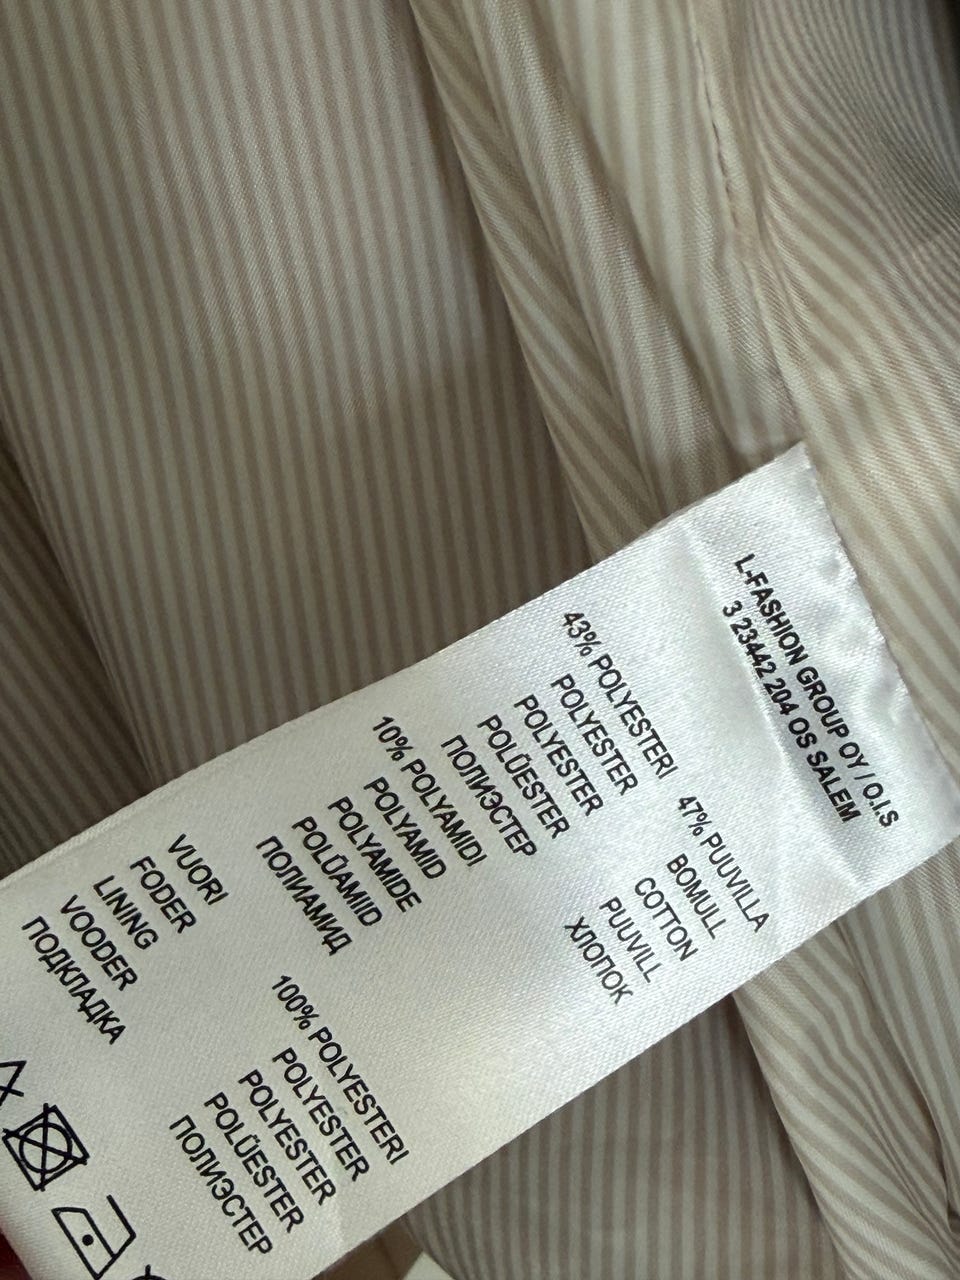 L-FASHION GROUP OY / O.I.S
3 23442 204 OS SALEM
47% PUUVILLA
BOMULL
COTTON
PUUVILL
ХЛОПОК
43% POLYESTERI
POLYESTER
POLYESTER
POLÜESTER
ПОЛИЭСТЕР
10% POLYAMIDI
POLYAMID
POLYAMIDE
POLÜAMIID
ПОЛИАМИД
VUORI
FODER
LINING
VOODER
ПОДКЛАДКА
100% POLYESTERI
POLYESTER
POLYESTER
POLÜESTER
ПОЛИЭСТЕР